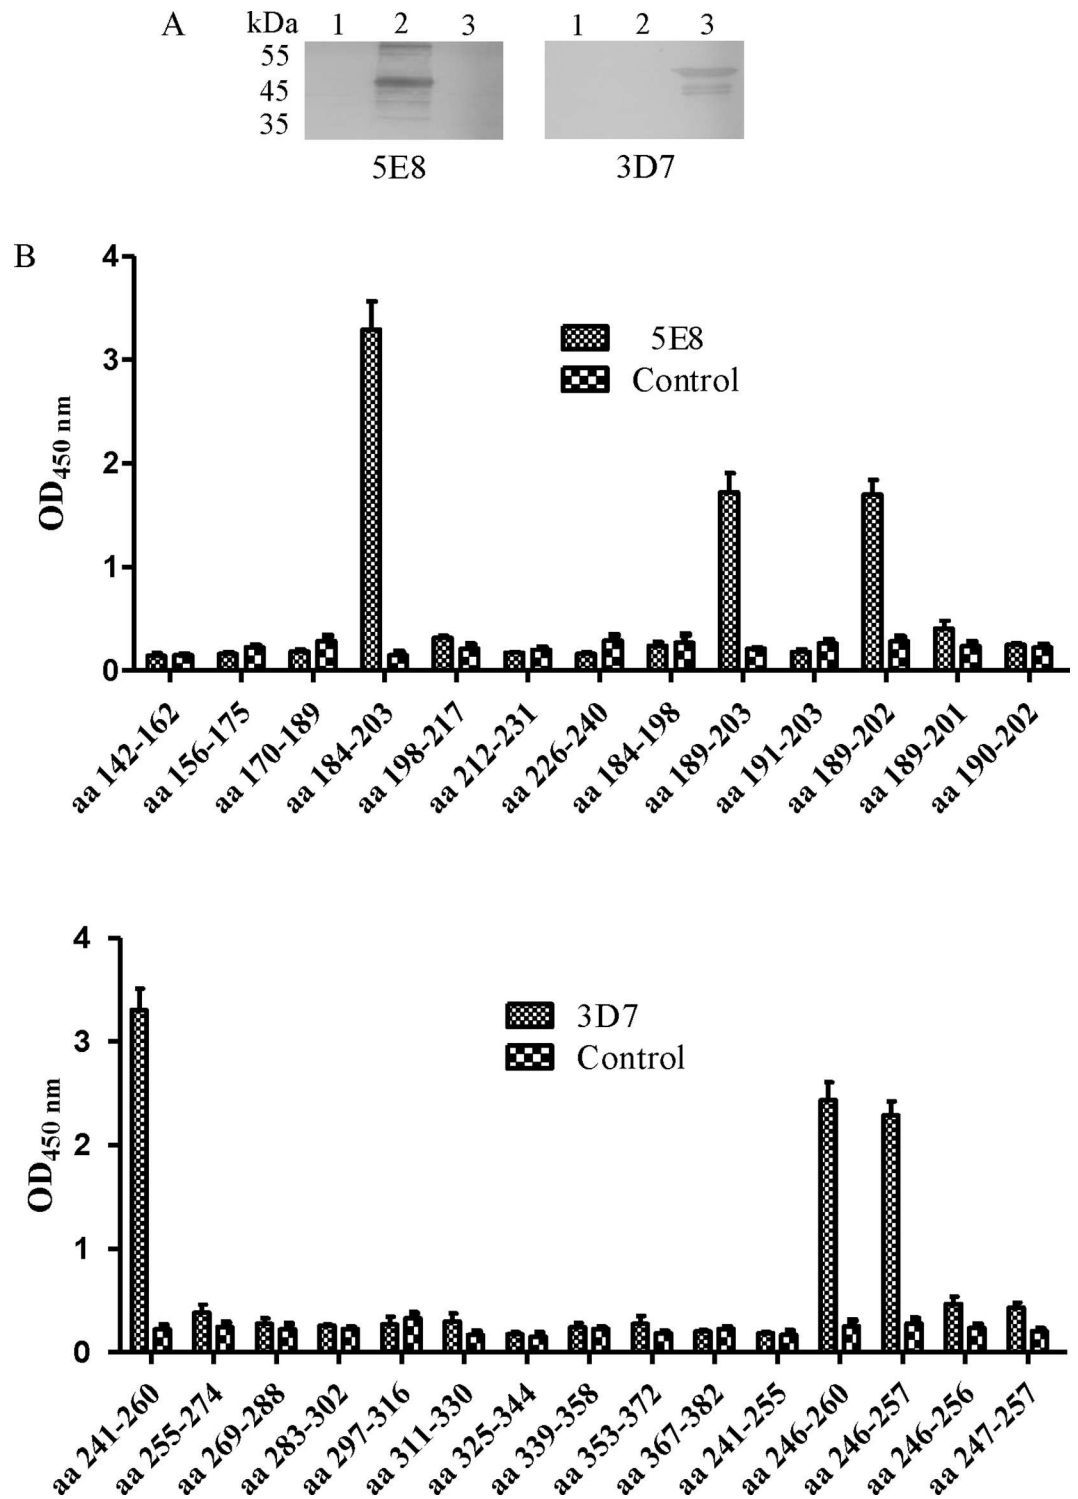 A
kDa 1 2 3
55
45
35
5E8
1 2 3
3D7
B
4
3
2
1
0
OD450 nm
5E8
Control
aa 142-162
aa 156-175
aa 170-189
aa 184-203
aa 198-217
aa 212-231
aa 226-240
aa 184-198
aa 189-203
aa 191-203
aa 189-202
aa 189-201
aa 190-202
4
3
2
1
0
OD450 nm
3D7
Control
aa 241-260
aa 255-274
aa 269-288
aa 283-302
aa 297-316
aa 311-330
aa 325-344
aa 339-358
aa 353-372
aa 367-382
aa 241-255
aa 246-260
aa 246-257
aa 246-256
aa 247-257